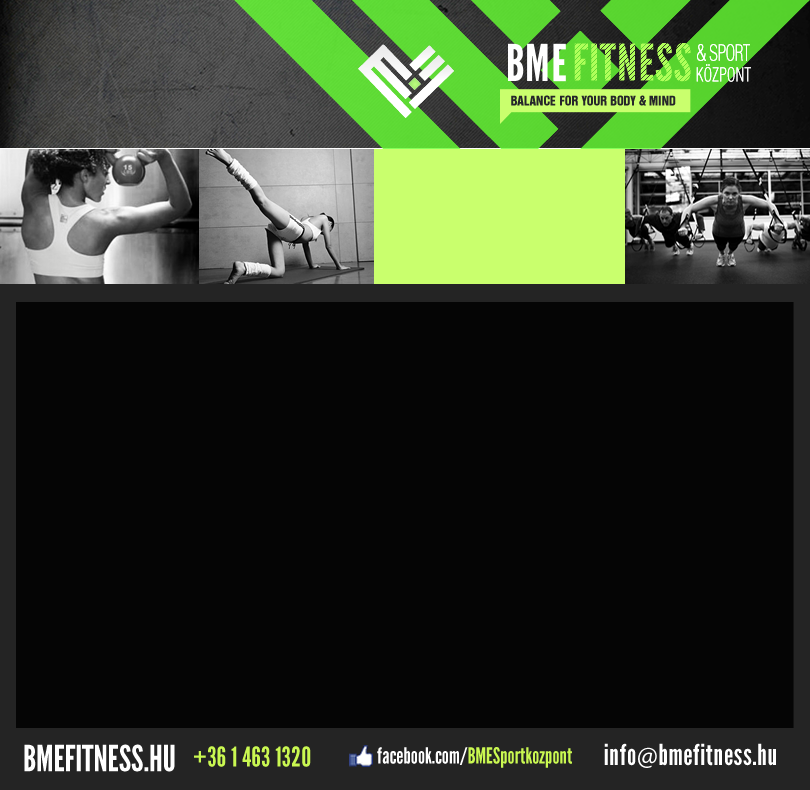 BME FITNESS & SPORT KÖZPONT
BALANCE FOR YOUR BODY & MIND
BMEFITNESS.HU
+36 1 463 1320
facebook.com/BMESportkozpont
info@bmefitness.hu